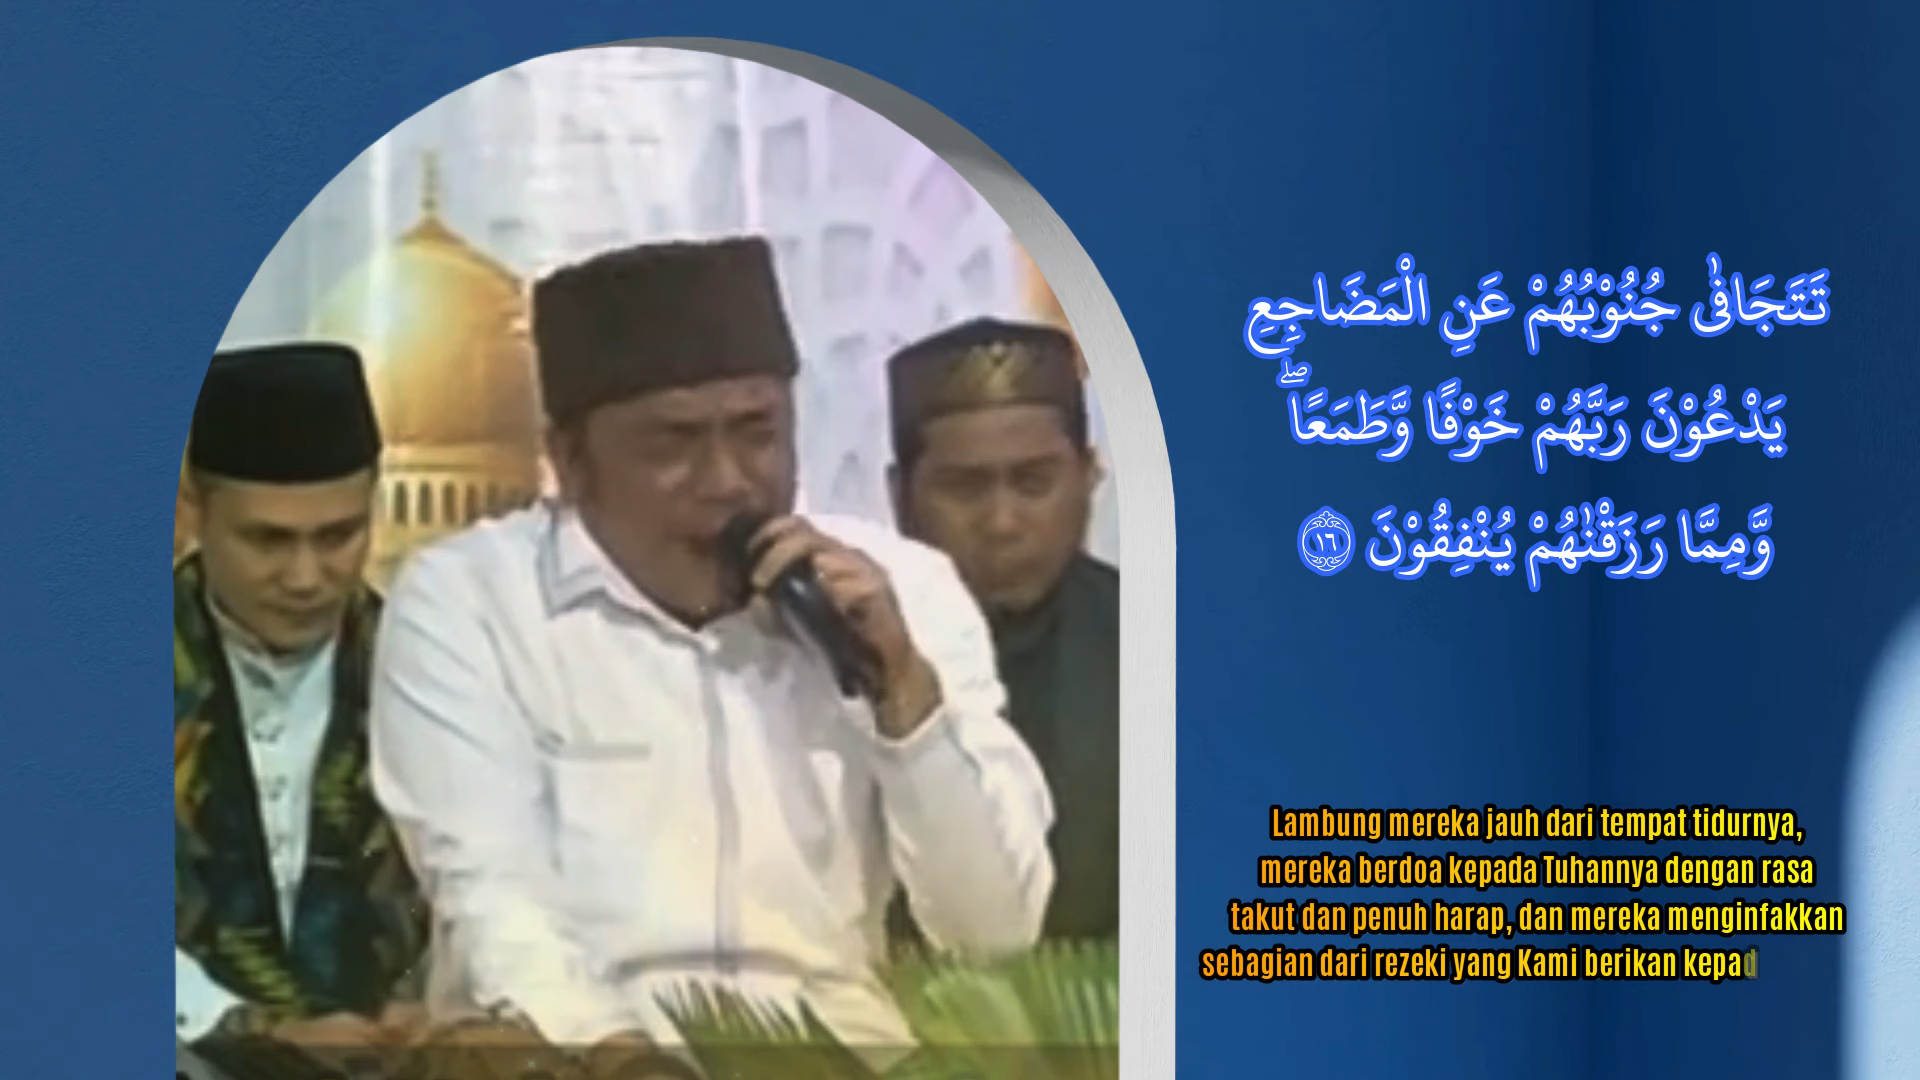 تَتَجَافٰى جُنُوْبُهُمْ عَنِ الْمَضَاجِعِ
يَدْعُوْنَ رَبَّهُمْ خَوْفًا وَّطَمَعًاۖ
وَّمِمَّا رَزَقْنٰهُمْ يُنْفِقُوْنَ ١٦
Lambung mereka jauh dari tempat tidurnya,
mereka berdoa kepada Tuhannya dengan rasa
takut dan penuh harap, dan mereka menginfakkan
sebagian dari rezeki yang Kami berikan kepad